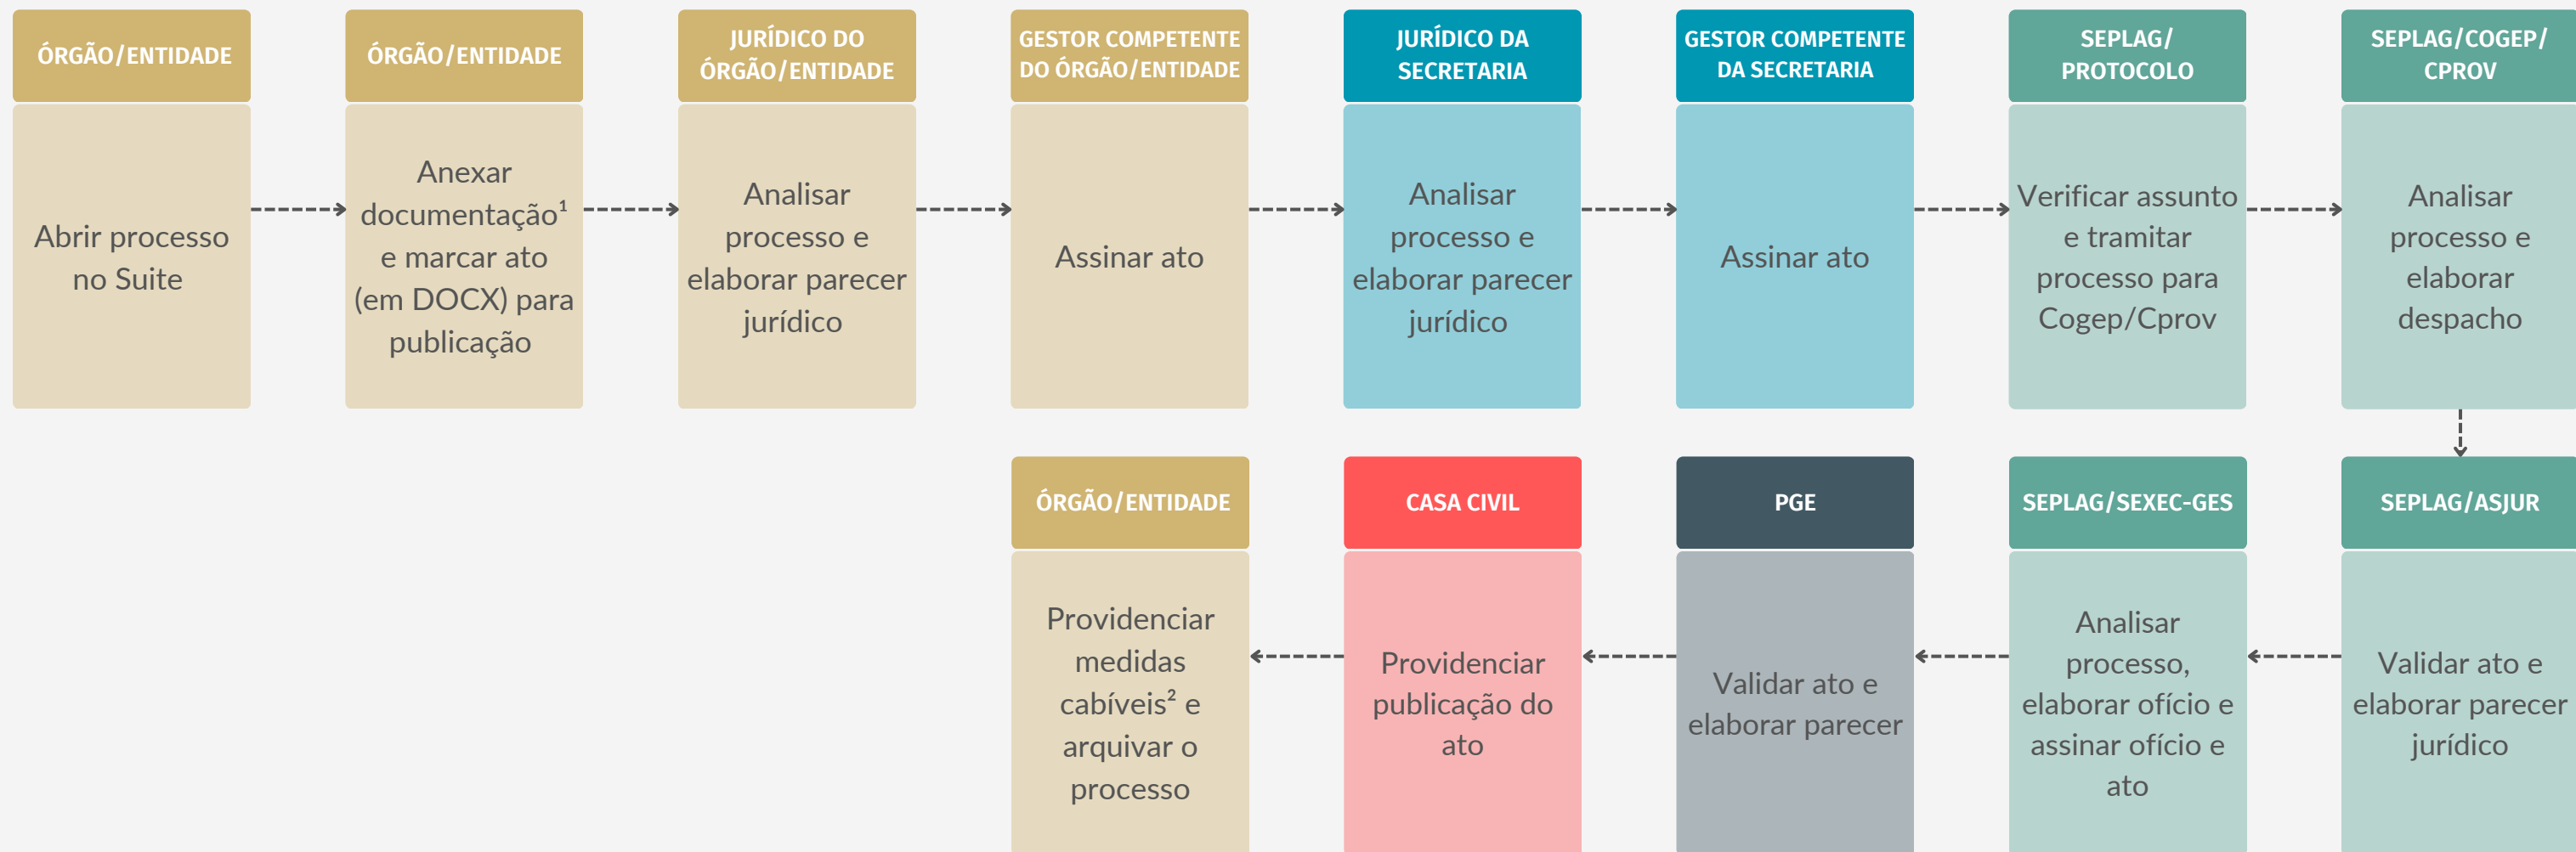 ÓRGÃO/ENTIDADE
Abrir processo
no Suite
ÓRGÃO/ENTIDADE
Anexar
documentação¹
e marcar ato
(em DOCX) para
publicação
JURÍDICO DO
ÓRGÃO/ENTIDADE
Analisar
processo e
elaborar parecer
jurídico
GESTOR COMPETENTE
DO ÓRGÃO/ENTIDADE
Assinar ato
JURÍDICO DA
SECRETARIA
Analisar
processo e
elaborar parecer
jurídico
GESTOR COMPETENTE
DA SECRETARIA
Assinar ato
SEPLAG/
PROTOCOLO
Verificar assunto
e tramitar
processo para
Cogep/Cprov
SEPLAG/COGEP/
CPROV
Analisar
processo e
elaborar
despacho
SEPLAG/ASJUR
Validar ato e
elaborar parecer
jurídico
SEPLAG/SEXEC-GES
Analisar
processo,
elaborar ofício e
assinar ofício e
ato
PGE
Validar ato e
elaborar parecer
CASA CIVIL
Providenciar
publicação do
ato
ÓRGÃO/ENTIDADE
Providenciar
medidas
cabíveis² e
arquivar o
processo